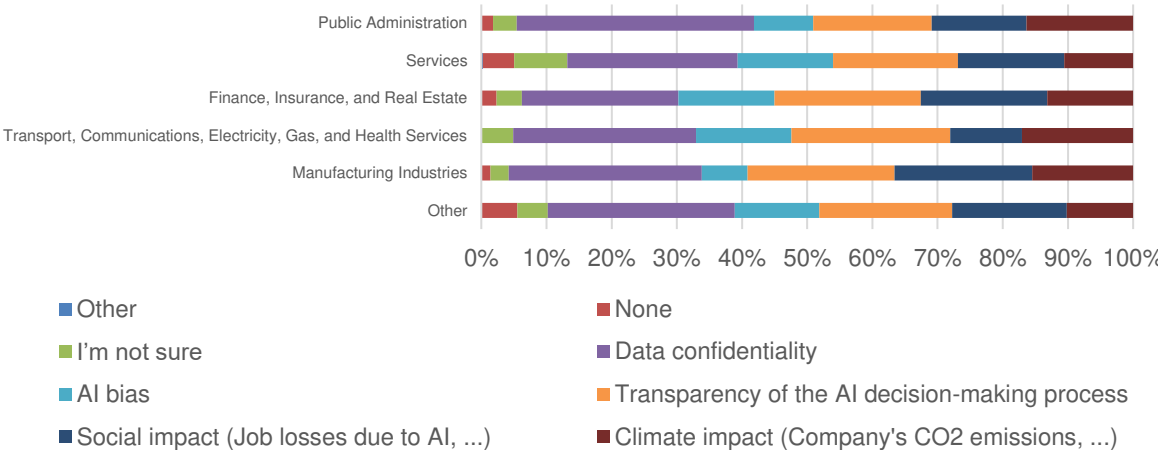 Public Administration
Services
Finance, Insurance, and Real Estate
Transport, Communications, Electricity, Gas, and Health Services
Manufacturing Industries
Other
0% 10% 20% 30% 40% 50% 60% 70% 80% 90% 100%
Other None
I'm not sure Data confidentiality
AI bias Transparency of the AI decision-making process
Social impact (Job losses due to AI, ...) Climate impact (Company's CO2 emissions, ...)